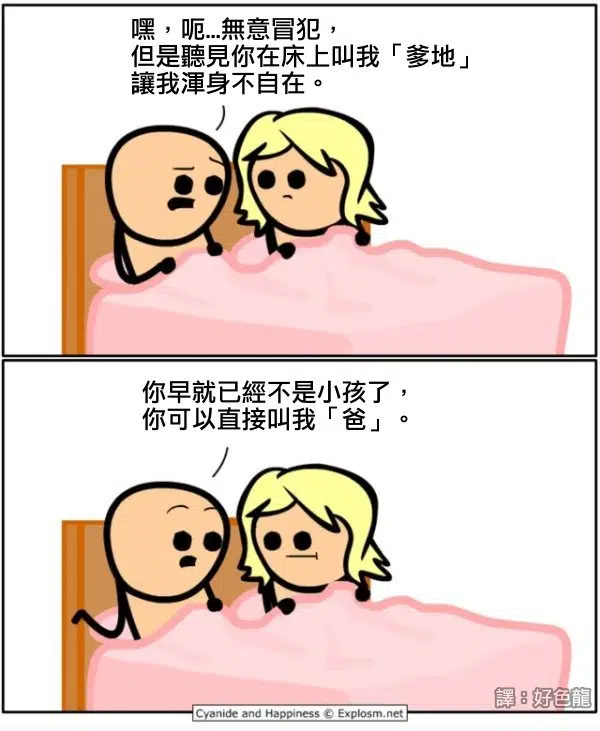 嘿，呃...無意冒犯，
但是聽見你在床上叫我「爹地」
讓我渾身不自在。
你早就已經不是小孩了，
你可以直接叫我「爸」。
譯：好色龍
Cyanide and Happiness © Explosm.net